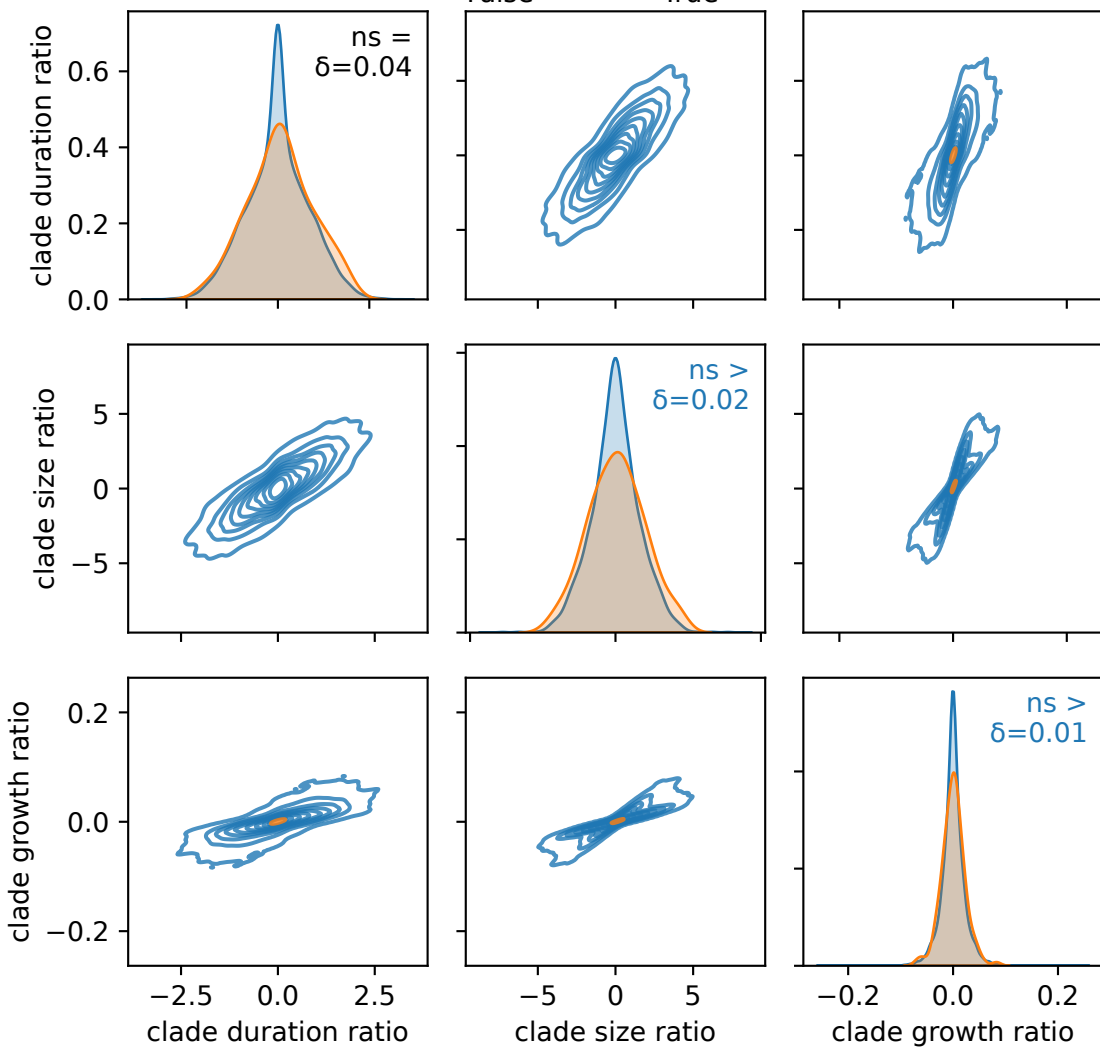 clade duration ratio
0.6
0.4
0.2
0.0
ns =
δ=0.04
clade size ratio
5
0
−5
ns >
δ=0.02
clade growth ratio
0.2
0.0
−0.2
ns >
δ=0.01
−2.5 0.0 2.5
−5 0 5
−0.2 0.0 0.2
clade duration ratio
clade size ratio
clade growth ratio